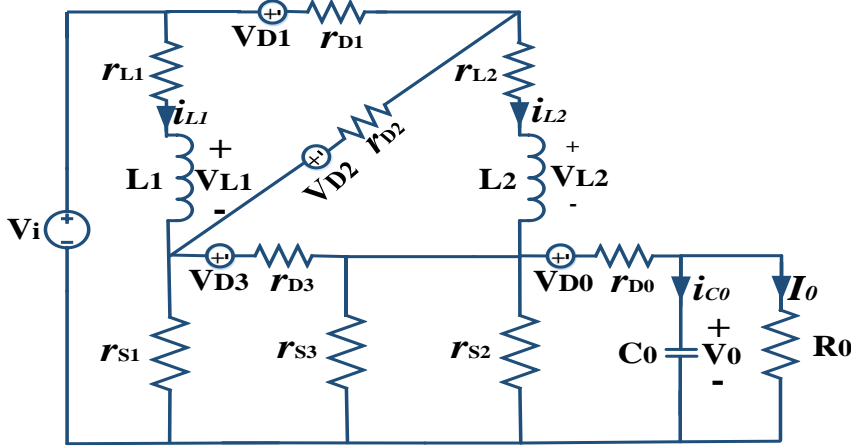 VD1
rD1
rL1
rL2
iL1
iL2
rD2
VD2
+
L1
VL1
-
+
L2
VL2
-
Vi
VD3
rD3
VD0
rD0
iC0
I0
rS1
rS3
rS2
C0
+
V0
-
R0